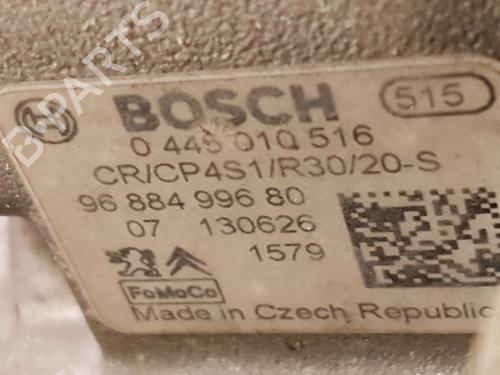 BOSCH 515
0 445 010 516
CR/CP4S1/R30/20-S
96 884 996 80
07 130626
1579
FoMoCo
Made in Czech Republic
B-PARTS